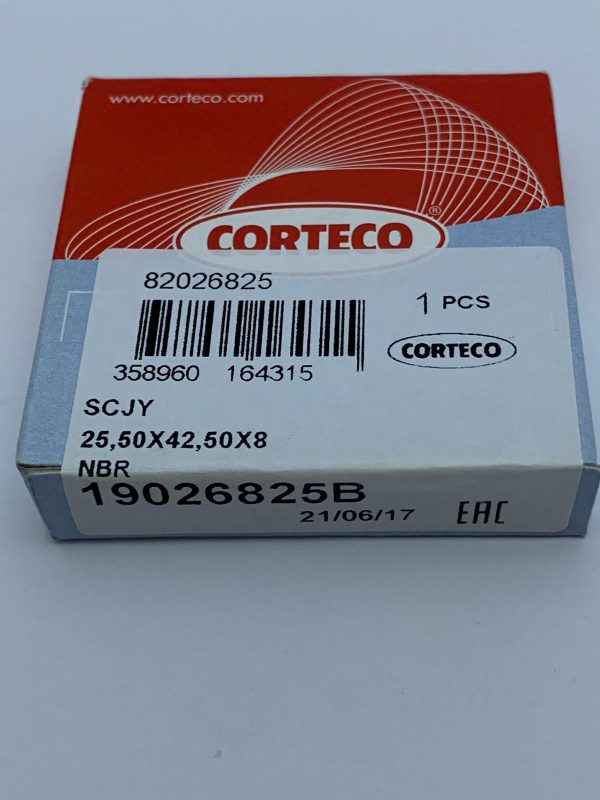 www.corteco.com
CORTECO®
82026825
1 PCS
CORTECO
358960 164315
SCJY
25,50X42,50X8
NBR
19026825B
21/06/17
EAC